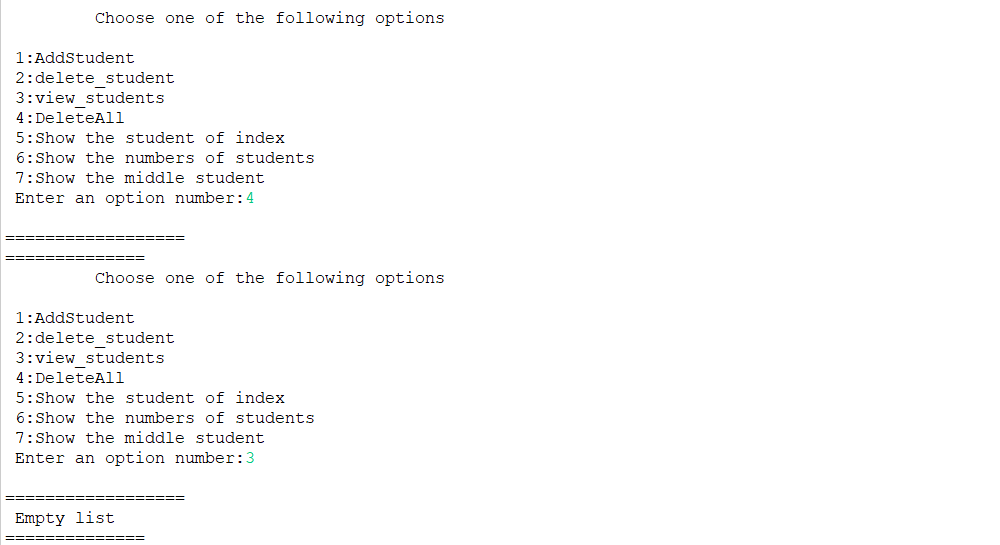 Choose one of the following options
1:AddStudent
2:delete_student
3:view_students
4:DeleteAll
5:Show the student of index
6:Show the numbers of students
7:Show the middle student
Enter an option number:4
==================
==============
Choose one of the following options
1:AddStudent
2:delete_student
3:view_students
4:DeleteAll
5:Show the student of index
6:Show the numbers of students
7:Show the middle student
Enter an option number:3
==================
Empty list
==============